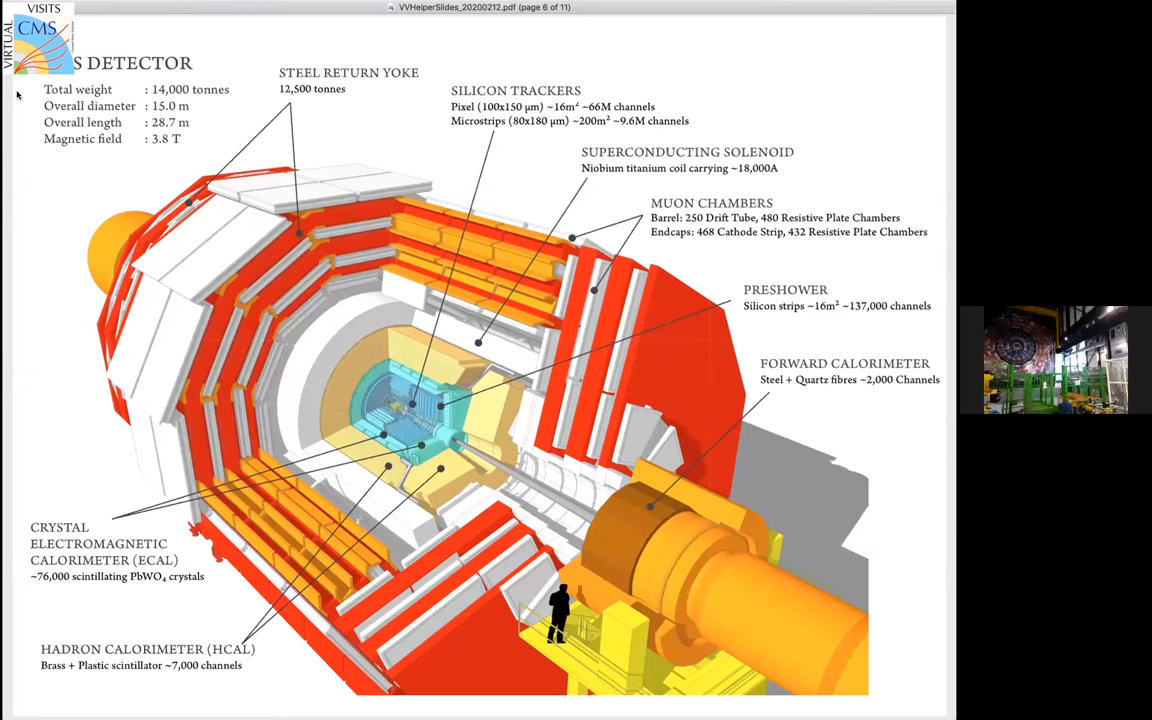 VISITS
VIRTUAL
CMS
VVHelperSlides_20200212.pdf (page 6 of 11)
S DETECTOR
Total weight : 14,000 tonnes
Overall diameter : 15.0 m
Overall length : 28.7 m
Magnetic field : 3.8 T
STEEL RETURN YOKE
12,500 tonnes
SILICON TRACKERS
Pixel (100x150 μm) ~16m² ~66M channels
Microstrips (80x180 μm) ~200m² ~9.6M channels
SUPERCONDUCTING SOLENOID
Niobium titanium coil carrying ~18,000A
MUON CHAMBERS
Barrel: 250 Drift Tube, 480 Resistive Plate Chambers
Endcaps: 468 Cathode Strip, 432 Resistive Plate Chambers
PRESHOWER
Silicon strips ~16m² ~137,000 channels
FORWARD CALORIMETER
Steel + Quartz fibres ~2,000 Channels
CRYSTAL
ELECTROMAGNETIC
CALORIMETER (ECAL)
~76,000 scintillating PbWO₄ crystals
HADRON CALORIMETER (HCAL)
Brass + Plastic scintillator ~7,000 channels